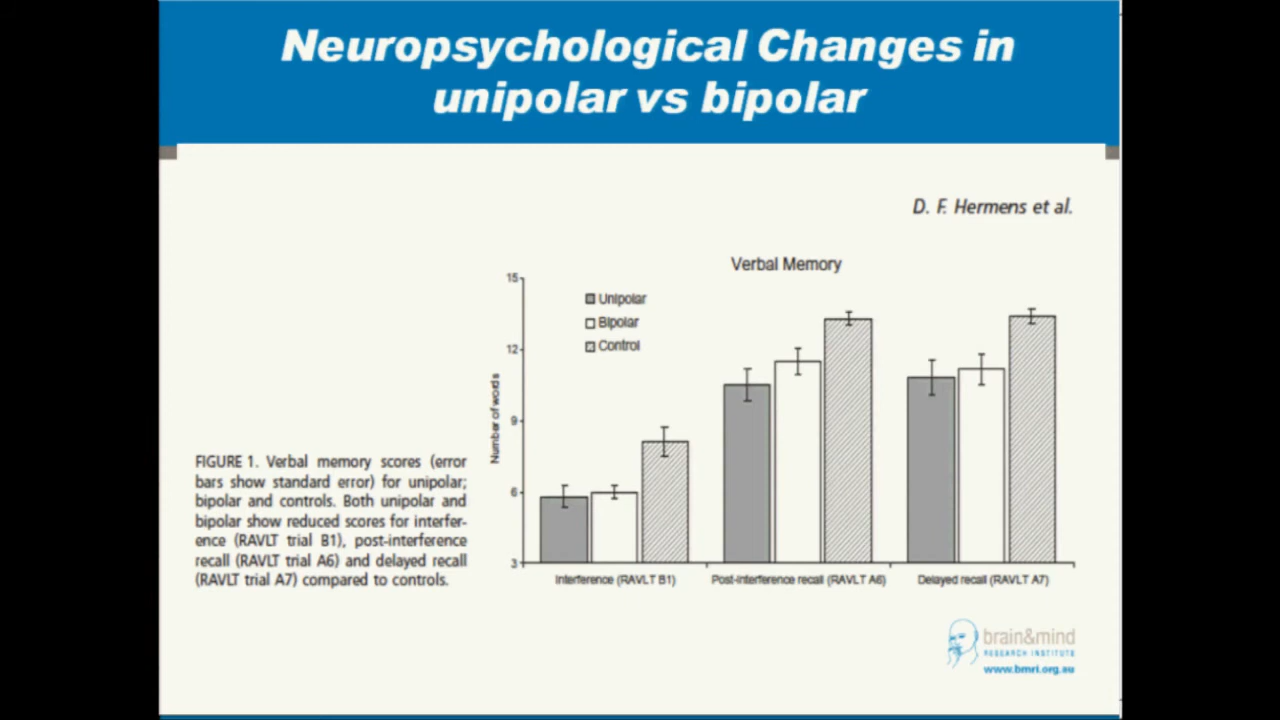 Neuropsychological Changes in
unipolar vs bipolar
D. F. Hermens et al.
Verbal Memory
15
12
9
6
3
Number of words
Unipolar
Bipolar
Control
Interference (RAVLT B1)
Post-interference recall (RAVLT A6)
Delayed recall (RAVLT A7)
FIGURE 1. Verbal memory scores (error
bars show standard error) for unipolar;
bipolar and controls. Both unipolar and
bipolar show reduced scores for interfer-
ence (RAVLT trial B1), post-interference
recall (RAVLT trial A6) and delayed recall
(RAVLT trial A7) compared to controls.
brain&mind
RESEARCH INSTITUTE
www.bmri.org.au